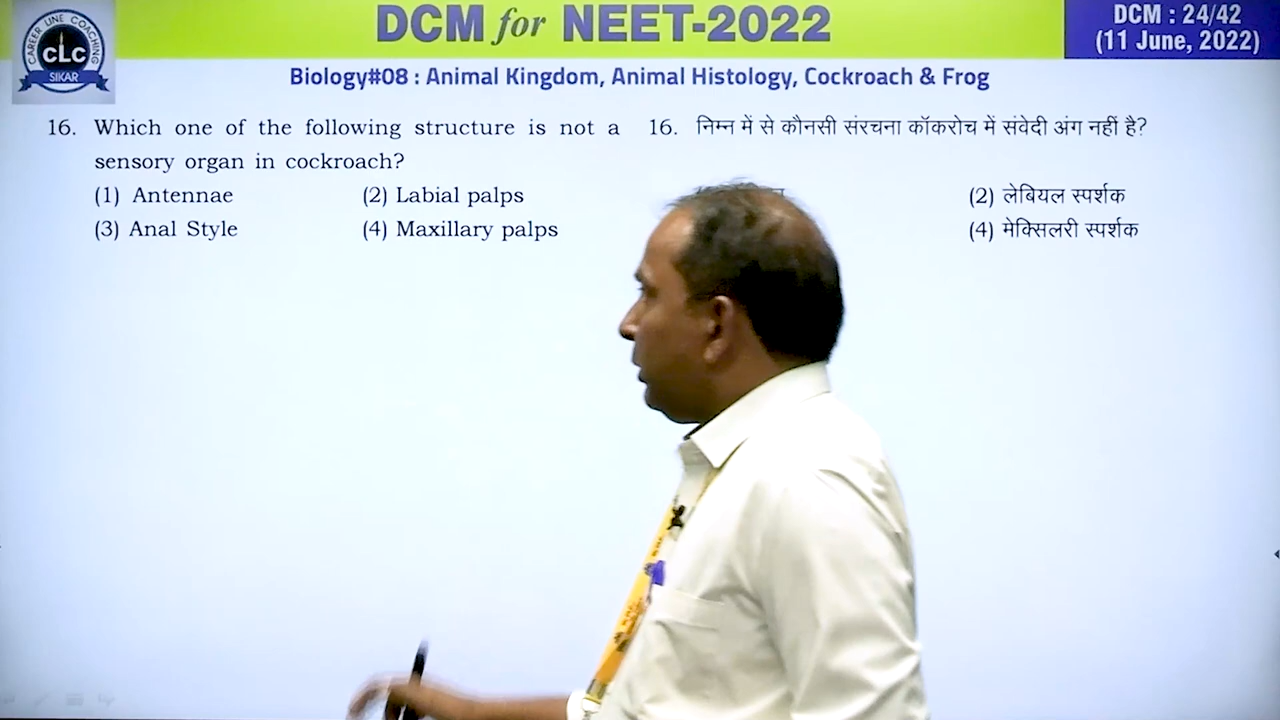 DCM for NEET-2022
DCM : 24/42
(11 June, 2022)
CAREER LINE COACHING
CLC
SIKAR
Biology#08 : Animal Kingdom, Animal Histology, Cockroach & Frog
16. Which one of the following structure is not a
sensory organ in cockroach?
(1) Antennae (2) Labial palps
(3) Anal Style (4) Maxillary palps
16. निम्न में से कौनसी संरचना कॉकरोच में संवेदी अंग नहीं है?
(2) लेबियल स्पर्शक
(4) मेक्सिलरी स्पर्शक